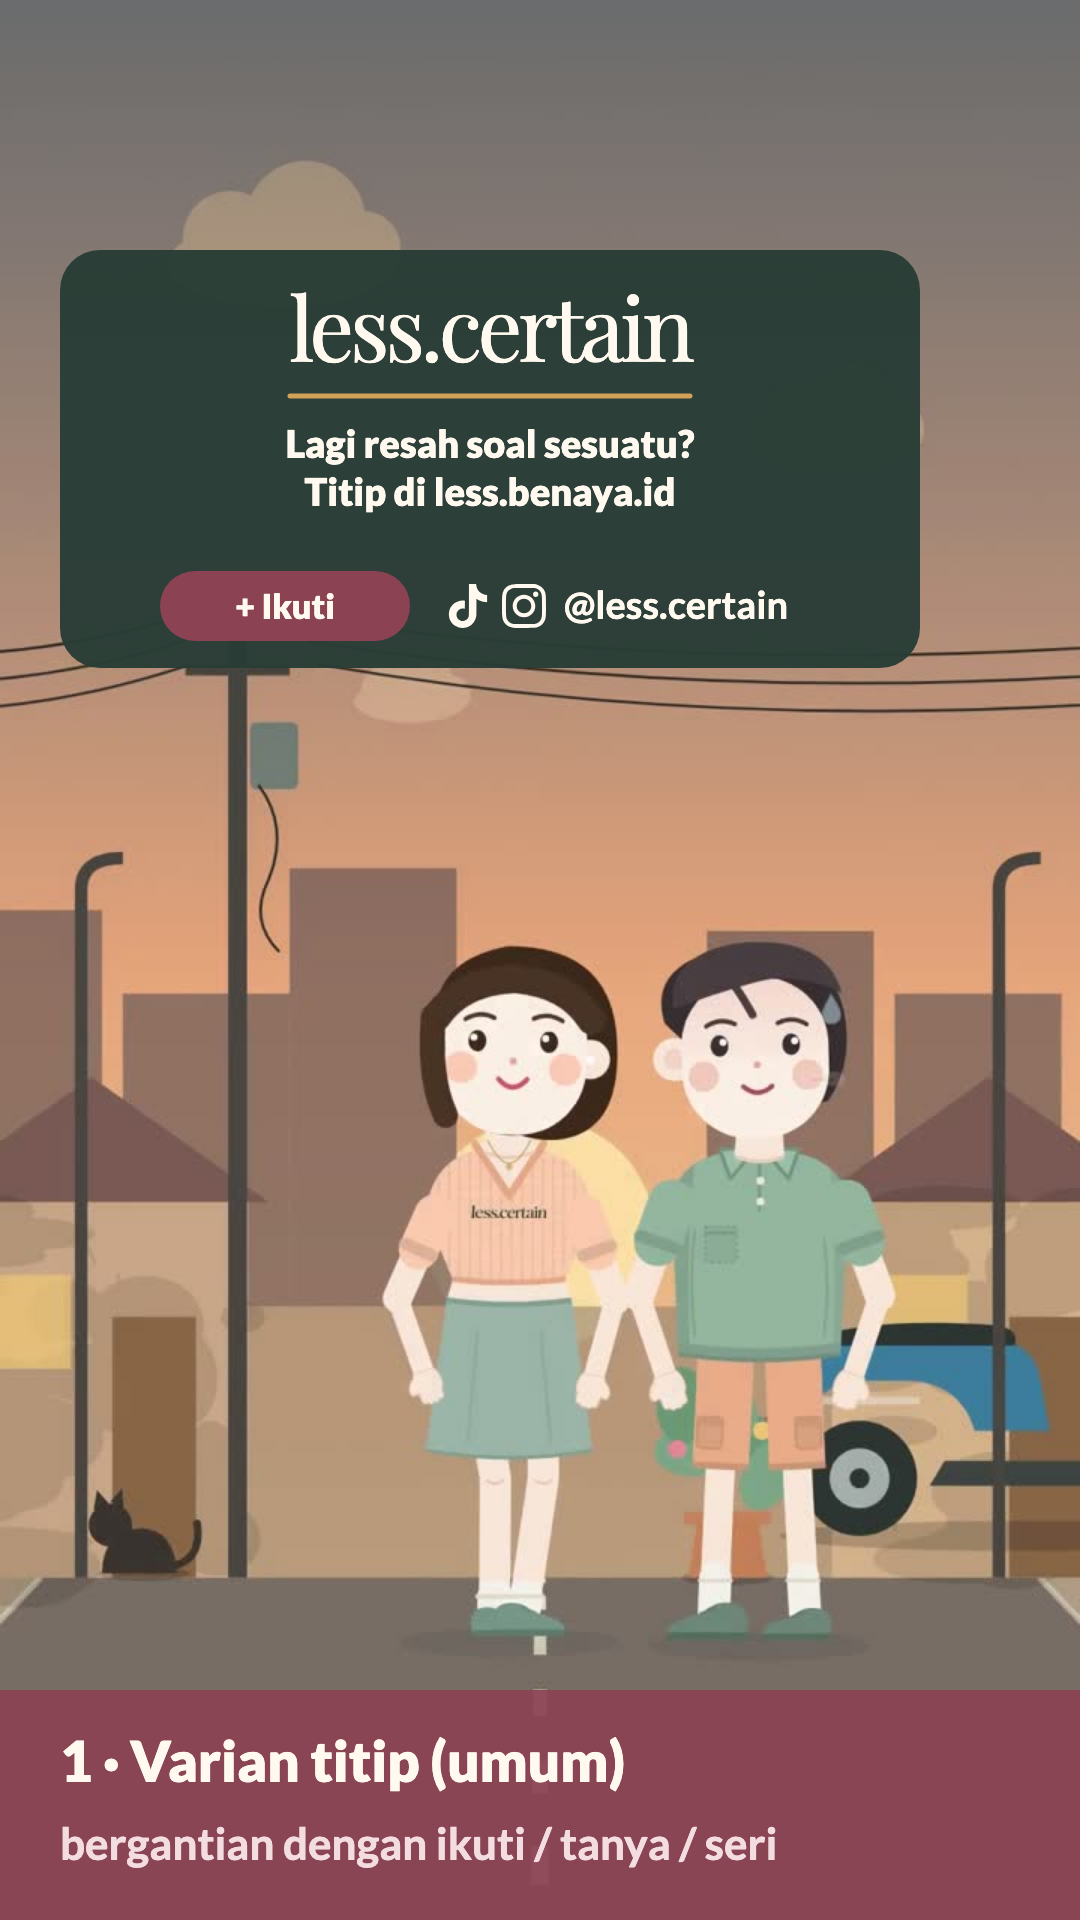 less.certain
Lagi resah soal sesuatu?
Titip di less.benaya.id
+ Ikuti
@less.certain
less.certain
1 • Varian titip (umum)
bergantian dengan ikuti / tanya / seri